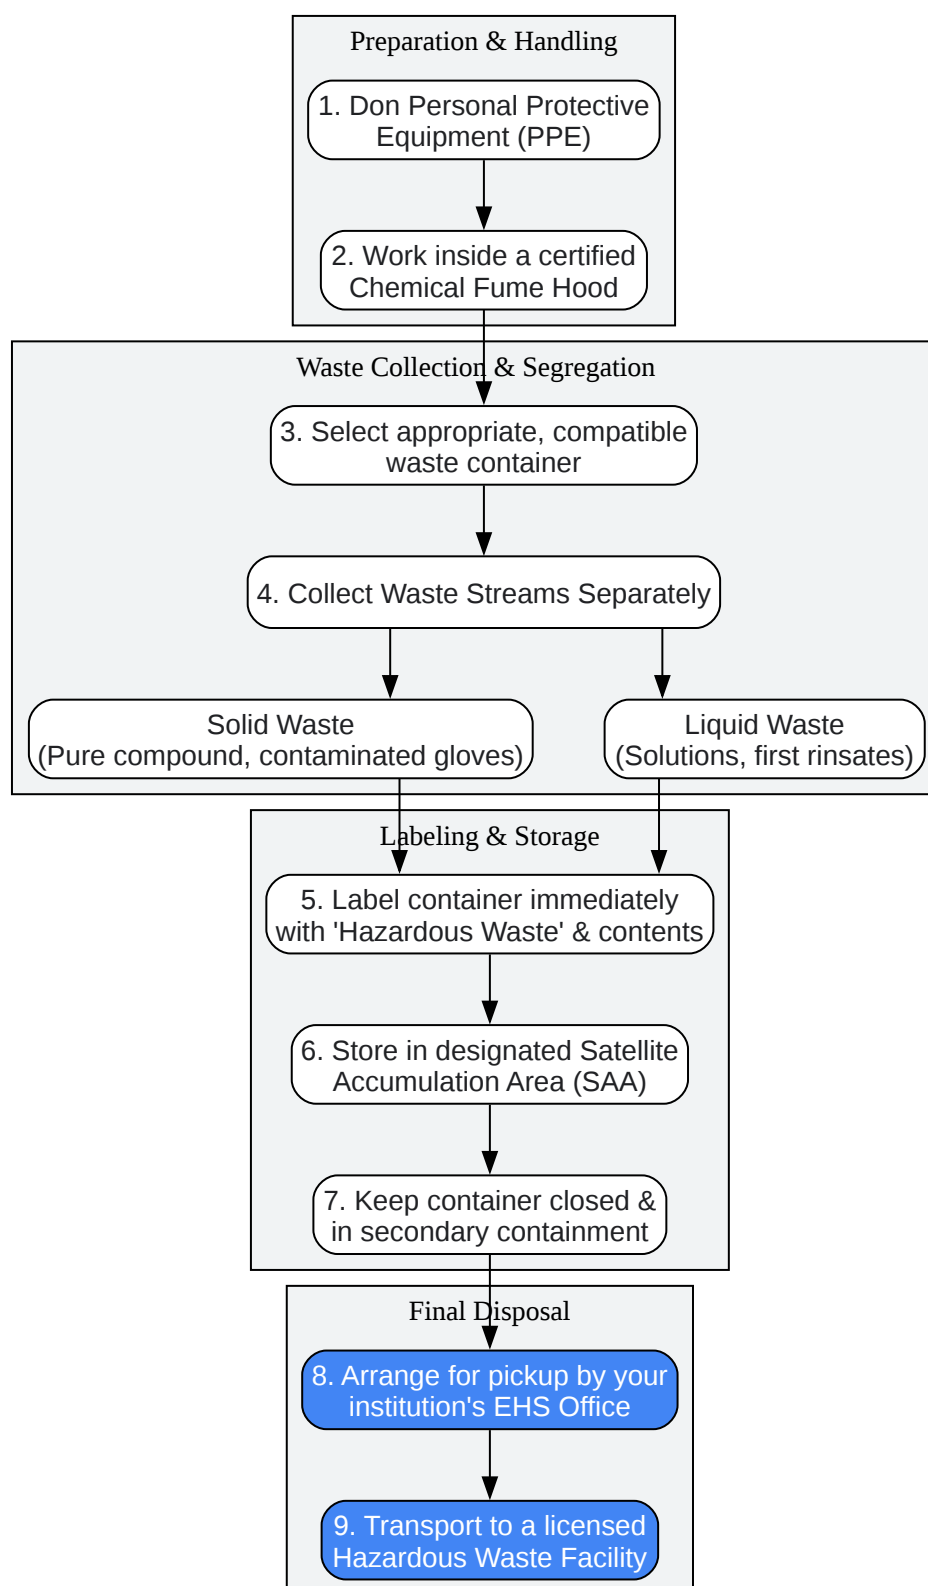 Preparation & Handling
1. Don Personal Protective
Equipment (PPE)
2. Work inside a certified
Chemical Fume Hood
Waste Collection & Segregation
3. Select appropriate, compatible
waste container
4. Collect Waste Streams Separately
Solid Waste
(Pure compound, contaminated gloves)
Liquid Waste
(Solutions, first rinsates)
Labeling & Storage
5. Label container immediately
with 'Hazardous Waste' & contents
6. Store in designated Satellite
Accumulation Area (SAA)
7. Keep container closed &
in secondary containment
Final Disposal
8. Arrange for pickup by your
institution's EHS Office
9. Transport to a licensed
Hazardous Waste Facility